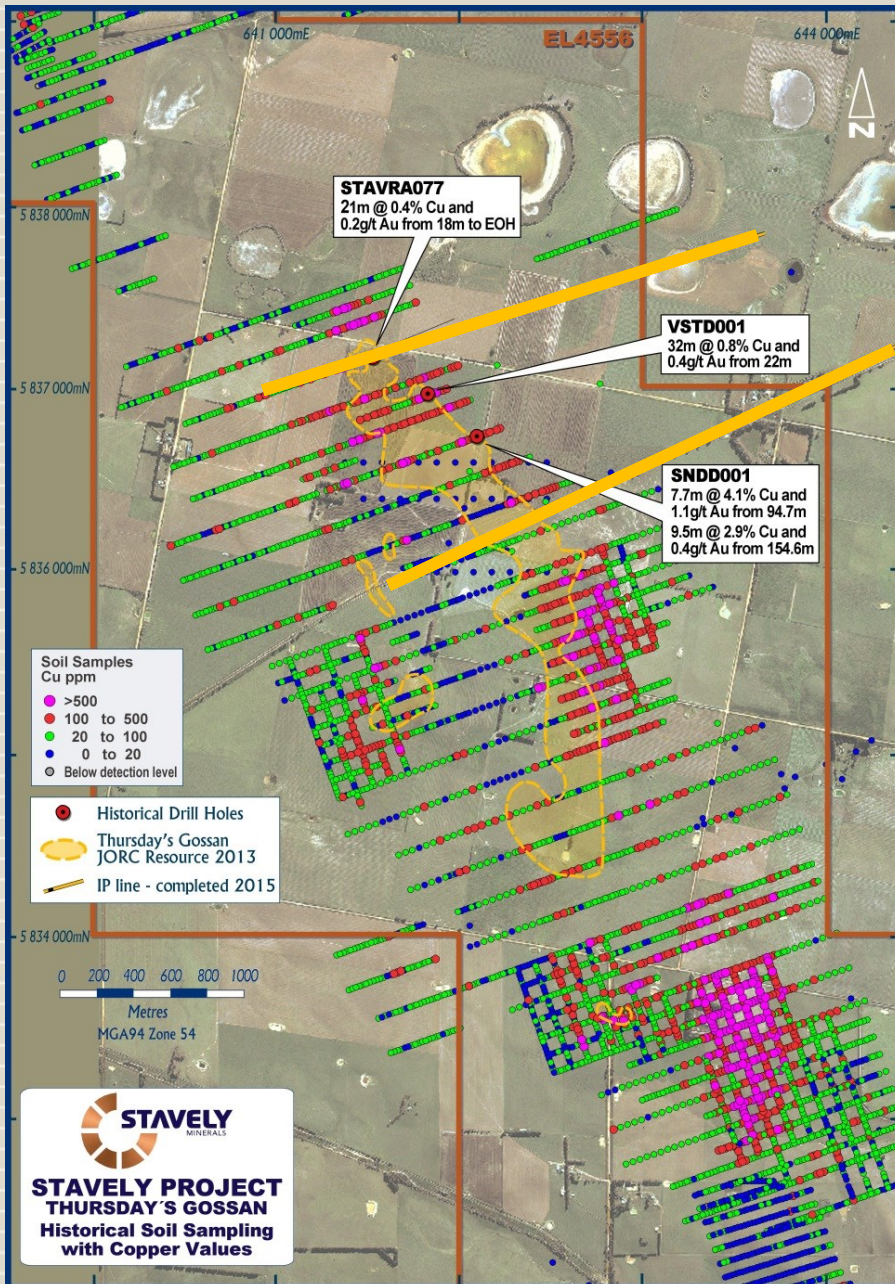 641 000mE
EL4556
644 000mE
N
5 838 000mN
STAVRA077
21m @ 0.4% Cu and
0.2g/t Au from 18m to EOH
VSTD001
32m @ 0.8% Cu and
0.4g/t Au from 22m
5 837 000mN
SNDD001
7.7m @ 4.1% Cu and
1.1g/t Au from 94.7m
9.5m @ 2.9% Cu and
0.4g/t Au from 154.6m
5 836 000mN
Soil Samples
Cu ppm
>500
100 to 500
20 to 100
0 to 20
Below detection level
Historical Drill Holes
Thursday's Gossan
JORC Resource 2013
IP line - completed 2015
5 834 000mN
0 200 400 600 800 1000
Metres
MGA94 Zone 54
STAVELY
MINERALS
STAVELY PROJECT
THURSDAY´S GOSSAN
Historical Soil Sampling
with Copper Values